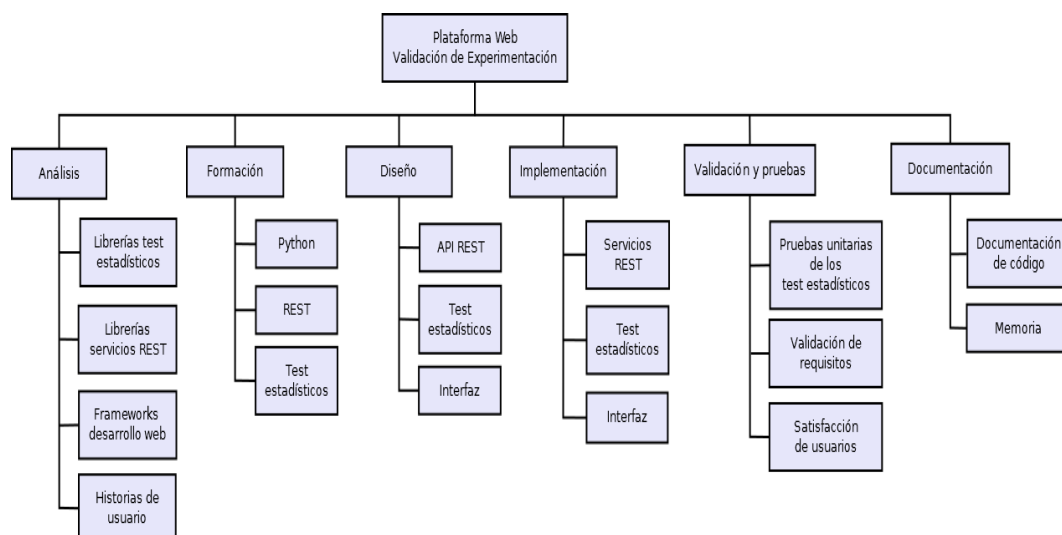 Plataforma Web
Validación de Experimentación
Análisis
Formación
Diseño
Implementación
Validación y pruebas
Documentación
Librerías test
estadísticos
Librerías
servicios REST
Frameworks
desarrollo web
Historias de
usuario
Python
REST
Test
estadísticos
API REST
Test
estadísticos
Interfaz
Servicios
REST
Test
estadísticos
Interfaz
Pruebas unitarias
de los
test estadísticos
Validación de
requisitos
Satisfacción
de usuarios
Documentación
de código
Memoria